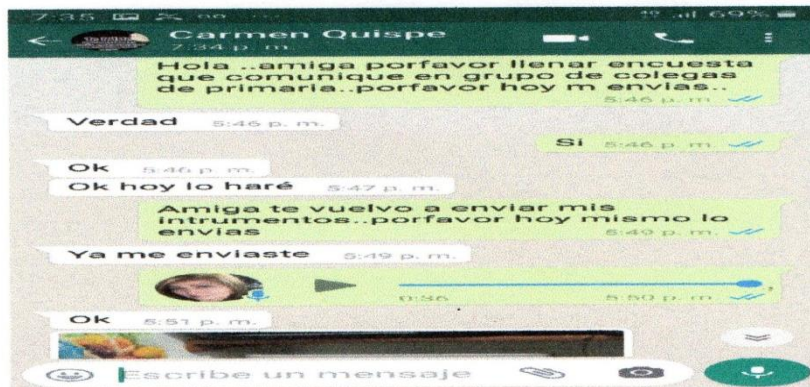 7:35 4G 69%
Carmen Quispe
7:34 p. m.
Hola ..amiga porfavor llenar encuesta
que comunique en grupo de colegas
de primaria..porfavor hoy m envias..
5:46 p. m.
Verdad 5:46 p. m.
Si 5:46 p. m.
Ok 5:46 p. m.
Ok hoy lo haré 5:47 p. m.
Amiga te vuelvo a enviar mis
intrumentos..porfavor hoy mismo lo
envias 5:49 p. m.
Ya me enviaste 5:49 p. m.
0:36 5:50 p. m.
Ok 5:51 p. m.
Escribe un mensaje